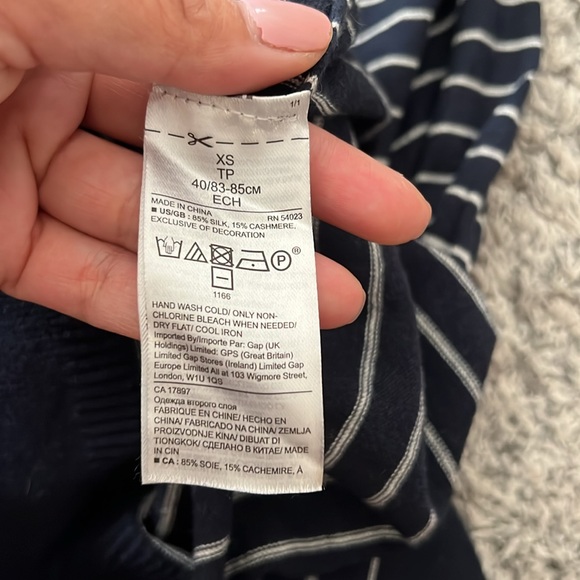 1/1
XS
TP
40/83-85CM
ECH
MADE IN CHINA RN 54023
■ US/GB : 85% SILK, 15% CASHMERE,
EXCLUSIVE OF DECORATION
P®
1166
HAND WASH COLD/ ONLY NON-
CHLORINE BLEACH WHEN NEEDED/
DRY FLAT/ COOL IRON
Imported By/Importe Par: Gap (UK
Holdings) Limited: GPS (Great Britain)
Limited Gap Stores (Ireland) Limited Gap
Europe Limited All at 103 Wigmore Street,
London, W1U 1QS
CA 17897
Одежда второго слоя
FABRIQUE EN CHINE/ HECHO EN
CHINA/ FABRICADO NA CHINA/ ZEMLJA
PROIZVODNJE KINA/ DIBUAT DI
TIONGKOK/ СДЕЛАНО В КИТАЕ/ MADE
IN CIN
■ CA : 85% SOIE, 15% CACHEMIRE, À